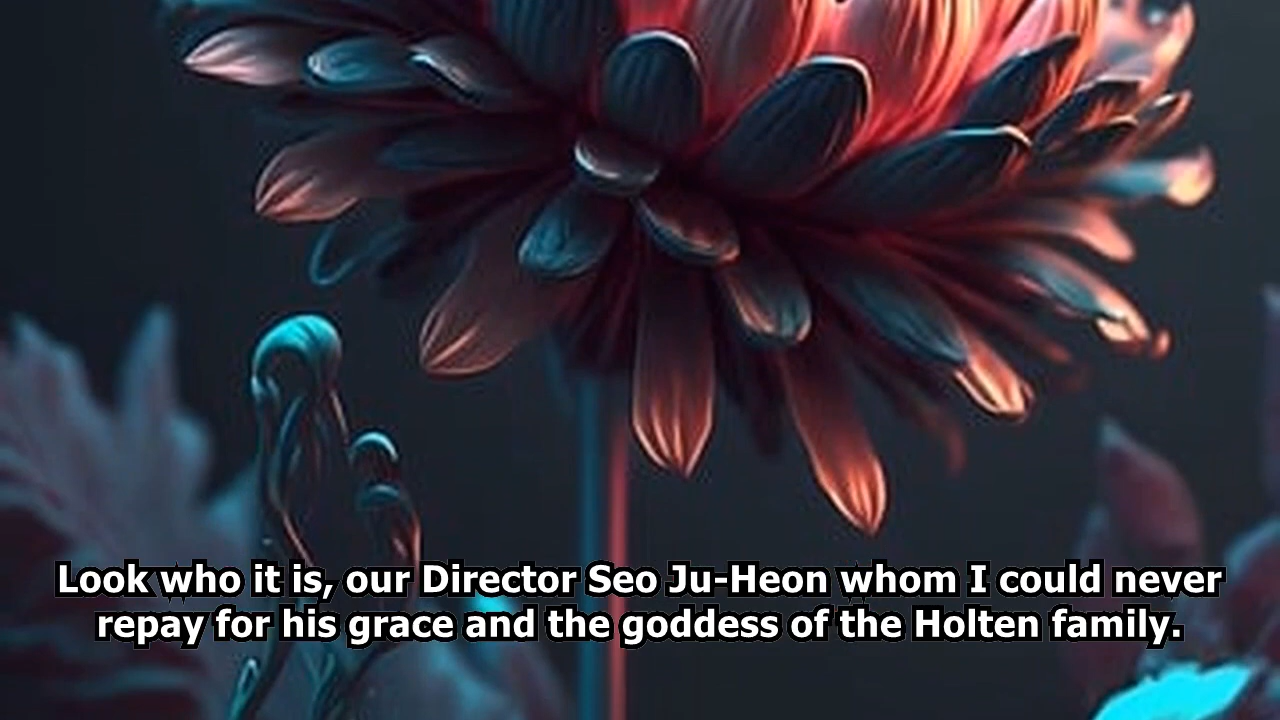 Look who it is, our Director Seo Ju-Heon whom I could never
repay for his grace and the goddess of the Holten family.